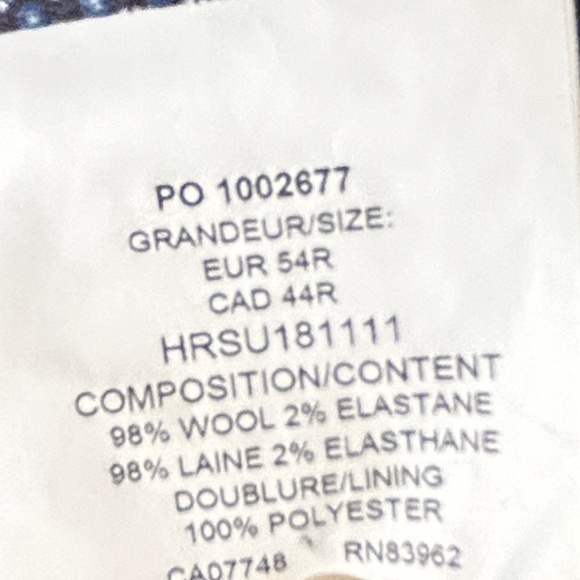 PO 1002677
GRANDEUR/SIZE:
EUR 54R
CAD 44R
HRSU181111
COMPOSITION/CONTENT
98% WOOL 2% ELASTANE
98% LAINE 2% ELASTHANE
DOUBLURE/LINING
100% POLYESTER
CA07748 RN83962